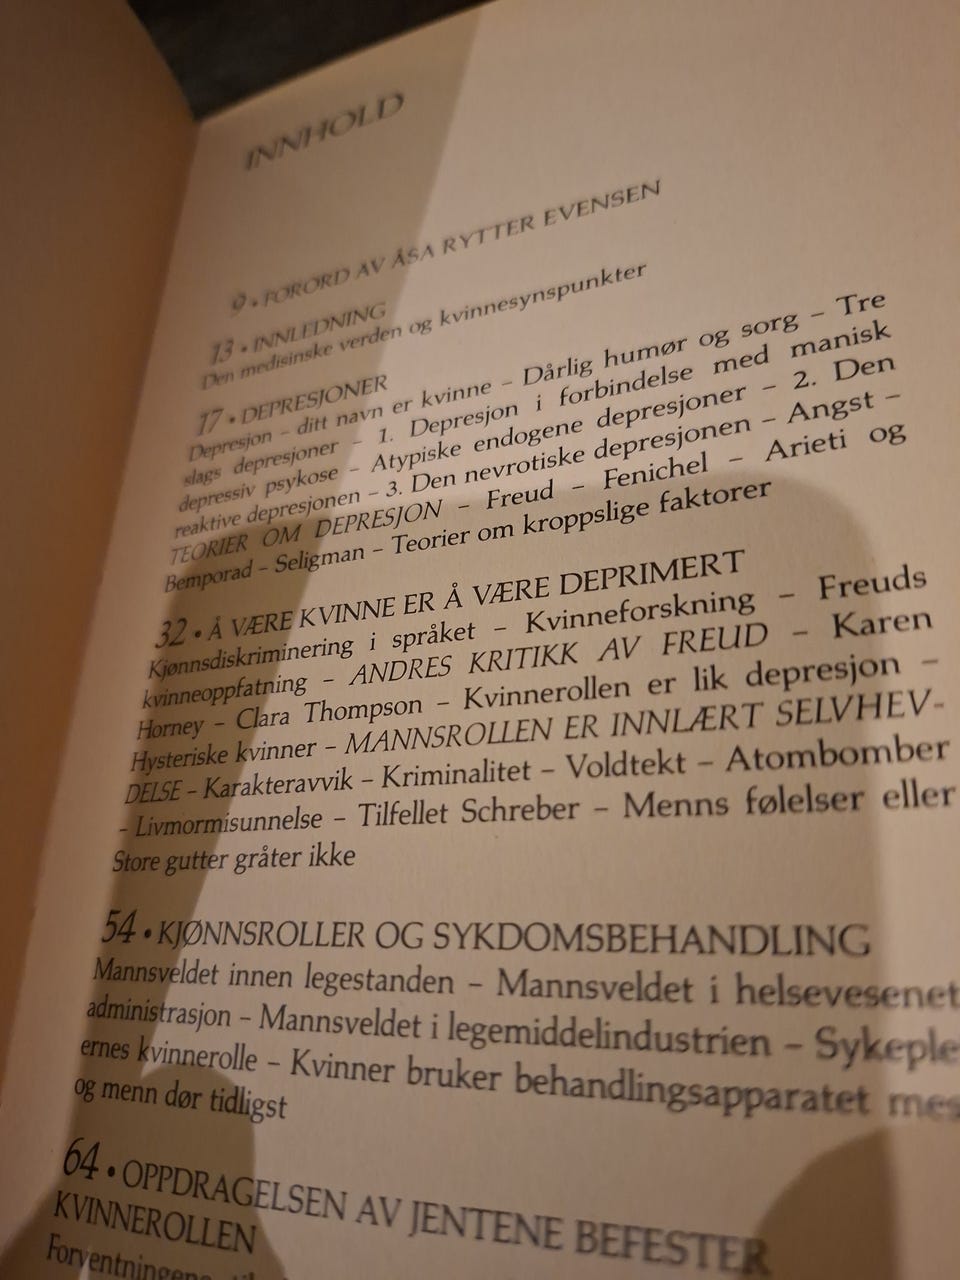 INNHOLD
9 • FORORD AV ÅSA RYTTER EVENSEN
13 • INNLEDNING
Den medisinske verden og kvinnesynspunkter
17 • DEPRESJONER
Depresjon – ditt navn er kvinne – Dårlig humør og sorg – Tre
slags depresjoner – 1. Depresjon i forbindelse med manisk
depressiv psykose – Atypiske endogene depresjoner – 2. Den
reaktive depresjonen – 3. Den nevrotiske depresjonen – Angst –
TEORIER OM DEPRESJON – Freud – Fenichel – Arieti og
Bemporad – Seligman – Teorier om kroppslige faktorer
32 • Å VÆRE KVINNE ER Å VÆRE DEPRIMERT
Kjønnsdiskriminering i språket – Kvinneforskning – Freuds
kvinneoppfatning – ANDRES KRITIKK AV FREUD – Karen
Horney – Clara Thompson – Kvinnerollen er lik depresjon –
Hysteriske kvinner – MANNSROLLEN ER INNLÆRT SELVHEV-
DELSE – Karakteravvik – Kriminalitet – Voldtekt – Atombomber
– Livmormisunnelse – Tilfellet Schreber – Menns følelser eller
Store gutter gråter ikke
54 • KJØNNSROLLER OG SYKDOMSBEHANDLING
Mannsveldet innen legestanden – Mannsveldet i helsevesenet
administrasjon – Mannsveldet i legemiddelindustrien – Sykeple
ernes kvinnerolle – Kvinner bruker behandlingsapparatet mes
og menn dør tidligst
64 • OPPDRAGELSEN AV JENTENE BEFESTER
KVINNEROLLEN
Forventningene